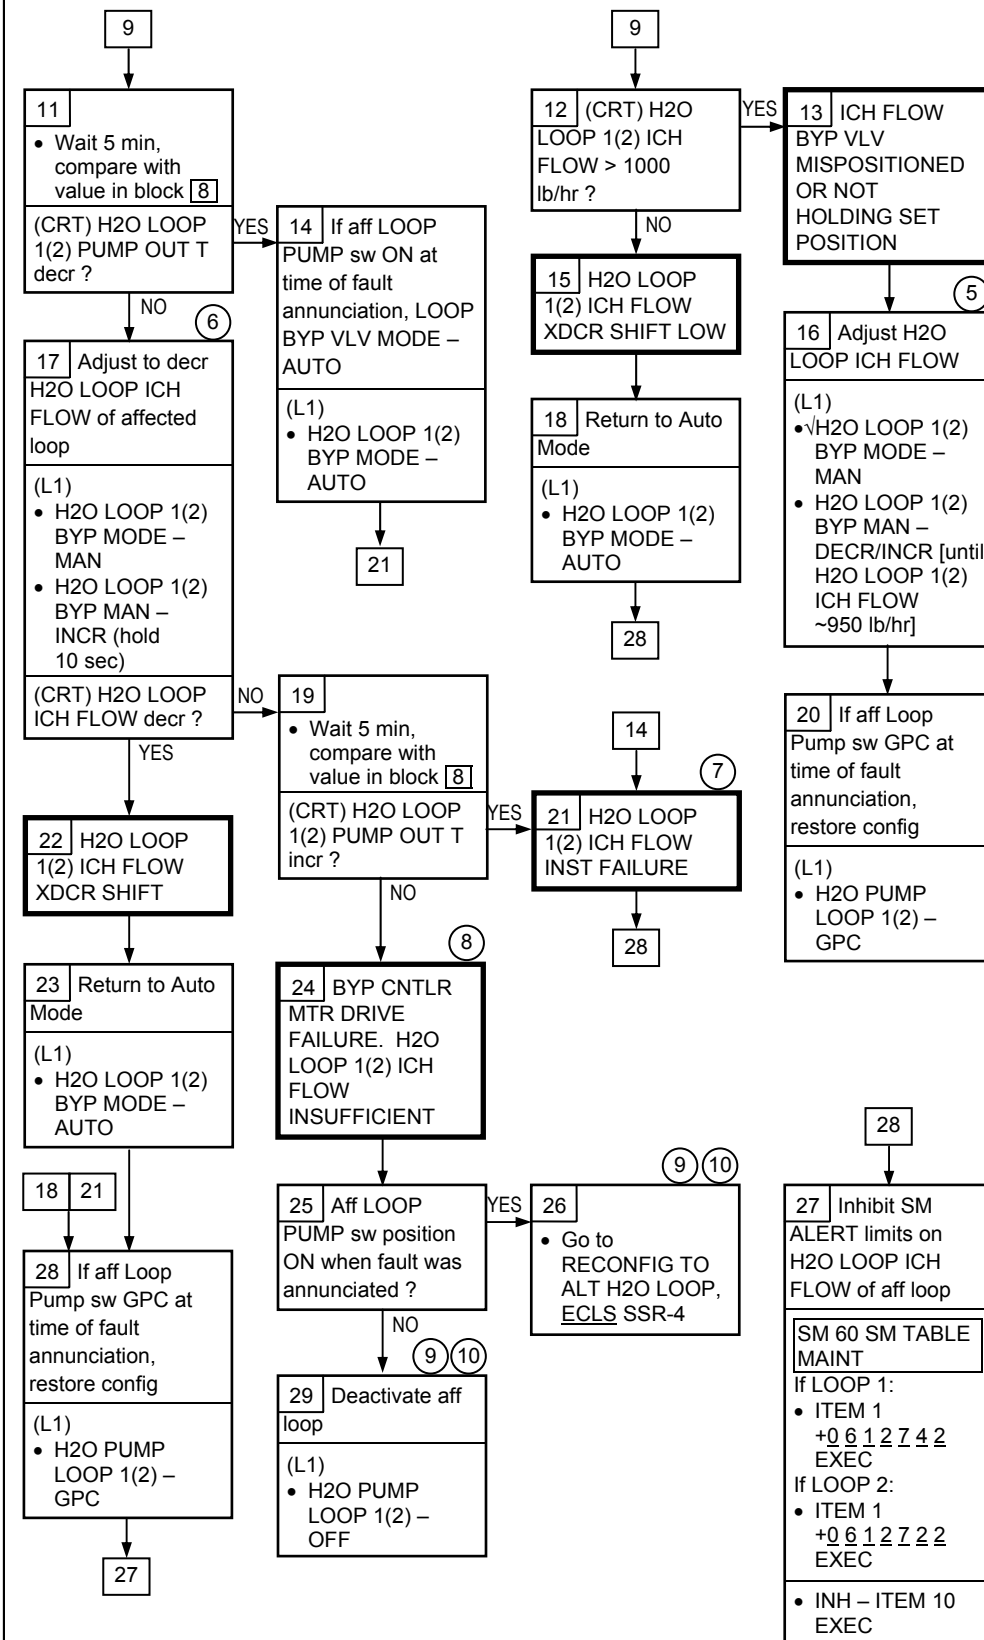 9
11
• Wait 5 min,
compare with
value in block 8
(CRT) H2O LOOP
1(2) PUMP OUT T
decr ?
YES
NO
14 If aff LOOP
PUMP sw ON at
time of fault
annunciation, LOOP
BYP VLV MODE –
AUTO
(L1)
• H2O LOOP 1(2)
BYP MODE –
AUTO
21
6
17 Adjust to decr
H2O LOOP ICH
FLOW of affected
loop
(L1)
• H2O LOOP 1(2)
BYP MODE –
MAN
• H2O LOOP 1(2)
BYP MAN –
INCR (hold
10 sec)
(CRT) H2O LOOP
ICH FLOW decr ?
NO
YES
19
• Wait 5 min,
compare with
value in block 8
(CRT) H2O LOOP
1(2) PUMP OUT T
incr ?
YES
NO
22 H2O LOOP
1(2) ICH FLOW
XDCR SHIFT
23 Return to Auto
Mode
(L1)
• H2O LOOP 1(2)
BYP MODE –
AUTO
18 21
28 If aff Loop
Pump sw GPC at
time of fault
annunciation,
restore config
(L1)
• H2O PUMP
LOOP 1(2) –
GPC
27
8
24 BYP CNTLR
MTR DRIVE
FAILURE. H2O
LOOP 1(2) ICH
FLOW
INSUFFICIENT
25 Aff LOOP
PUMP sw position
ON when fault was
annunciated ?
YES
NO
9 10
26
• Go to
RECONFIG TO
ALT H2O LOOP,
ECLS SSR-4
9 10
29 Deactivate aff
loop
(L1)
• H2O PUMP
LOOP 1(2) –
OFF
9
12 (CRT) H2O
LOOP 1(2) ICH
FLOW > 1000
lb/hr ?
YES
NO
13 ICH FLOW
BYP VLV
MISPOSITIONED
OR NOT
HOLDING SET
POSITION
15 H2O LOOP
1(2) ICH FLOW
XDCR SHIFT LOW
18 Return to Auto
Mode
(L1)
• H2O LOOP 1(2)
BYP MODE –
AUTO
28
5
16 Adjust H2O
LOOP ICH FLOW
(L1)
•√H2O LOOP 1(2)
BYP MODE –
MAN
• H2O LOOP 1(2)
BYP MAN –
DECR/INCR [until
H2O LOOP 1(2)
ICH FLOW
~950 lb/hr]
20 If aff Loop
Pump sw GPC at
time of fault
annunciation,
restore config
(L1)
• H2O PUMP
LOOP 1(2) –
GPC
14
7
21 H2O LOOP
1(2) ICH FLOW
INST FAILURE
28
28
27 Inhibit SM
ALERT limits on
H2O LOOP ICH
FLOW of aff loop
SM 60 SM TABLE
MAINT
If LOOP 1:
• ITEM 1
+0 6 1 2 7 4 2
EXEC
If LOOP 2:
• ITEM 1
+0 6 1 2 7 2 2
EXEC
• INH – ITEM 10
EXEC